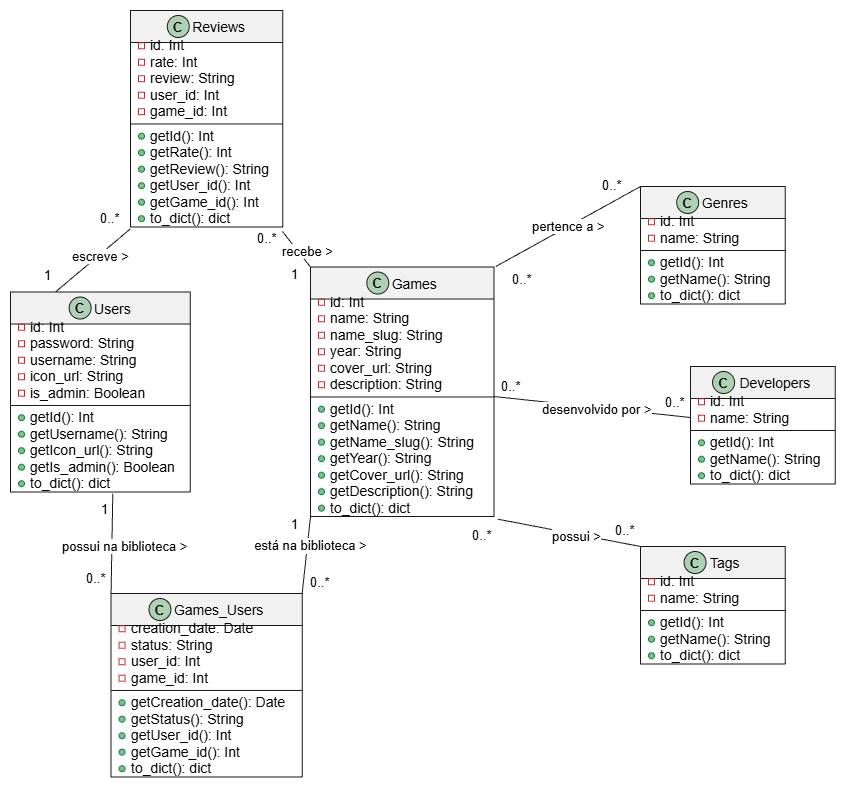 C Reviews
id: Int
rate: Int
review: String
user_id: Int
game_id: Int
getId(): Int
getRate(): Int
getReview(): String
getUser_id(): Int
getGame_id(): Int
to_dict(): dict
0..*
escreve >
1
0..*
recebe >
1
C Users
id: Int
password: String
username: String
icon_url: String
is_admin: Boolean
getId(): Int
getUsername(): String
getIcon_url(): String
getIs_admin(): Boolean
to_dict(): dict
C Games
id: Int
name: String
name_slug: String
year: String
cover_url: String
description: String
getId(): Int
getName(): String
getName_slug(): String
getYear(): String
getCover_url(): String
getDescription(): String
to_dict(): dict
0..*
pertence a >
0..*
C Genres
id: Int
name: String
getId(): Int
getName(): String
to_dict(): dict
0..*
desenvolvido por >
0..*
C Developers
id: Int
name: String
getId(): Int
getName(): String
to_dict(): dict
0..*
possui >
0..*
C Tags
id: Int
name: String
getId(): Int
getName(): String
to_dict(): dict
1
possui na biblioteca >
0..*
1
está na biblioteca >
0..*
C Games_Users
creation_date: Date
status: String
user_id: Int
game_id: Int
getCreation_date(): Date
getStatus(): String
getUser_id(): Int
getGame_id(): Int
to_dict(): dict